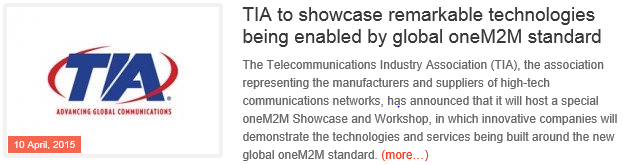 TIA
ADVANCING GLOBAL COMMUNICATIONS
10 April, 2015
TIA to showcase remarkable technologies
being enabled by global oneM2M standard
The Telecommunications Industry Association (TIA), the association
representing the manufacturers and suppliers of high-tech
communications networks, has announced that it will host a special
oneM2M Showcase and Workshop, in which innovative companies will
demonstrate the technologies and services being built around the new
global oneM2M standard. (more…)